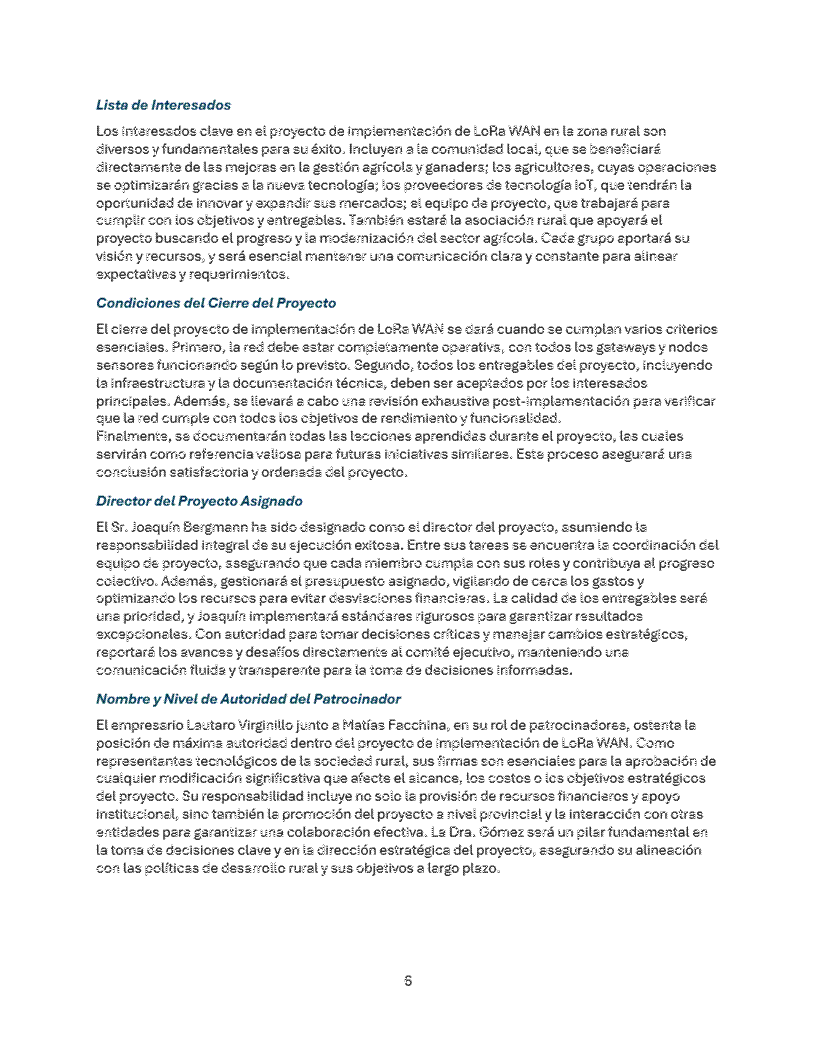 Lista de Interesados
Los interesados clave en el proyecto de implementación de LoRa WAN en la zona rural son
diversos y fundamentales para su éxito. Incluyen a la comunidad local, que se beneficiará
directamente de las mejoras en la gestión agrícola y ganadera; los agricultores, cuyas operaciones
se optimizarán gracias a la nueva tecnología; los proveedores de tecnología IoT, que tendrán la
oportunidad de innovar y expandir sus mercados; el equipo de proyecto, que trabajará para
cumplir con los objetivos y entregables. También estará la asociación rural que apoyará el
proyecto buscando el progreso y la modernización del sector agrícola. Cada grupo aportará su
visión y recursos, y será esencial mantener una comunicación clara y constante para alinear
expectativas y requerimientos.
Condiciones del Cierre del Proyecto
El cierre del proyecto de implementación de LoRa WAN se dará cuando se cumplan varios criterios
esenciales. Primero, la red debe estar completamente operativa, con todos los gateways y nodos
sensores funcionando según lo previsto. Segundo, todos los entregables del proyecto, incluyendo
la infraestructura y la documentación técnica, deben ser aceptados por los interesados
principales. Además, se llevará a cabo una revisión exhaustiva post-implementación para verificar
que la red cumple con todos los objetivos de rendimiento y funcionalidad.
Finalmente, se documentarán todas las lecciones aprendidas durante el proyecto, las cuales
servirán como referencia valiosa para futuras iniciativas similares. Este proceso asegurará una
conclusión satisfactoria y ordenada del proyecto.
Director del Proyecto Asignado
El Sr. Joaquín Bergmann ha sido designado como el director del proyecto, asumiendo la
responsabilidad integral de su ejecución exitosa. Entre sus tareas se encuentra la coordinación del
equipo de proyecto, asegurando que cada miembro cumpla con sus roles y contribuya al progreso
colectivo. Además, gestionará el presupuesto asignado, vigilando de cerca los gastos y
optimizando los recursos para evitar desviaciones financieras. La calidad de los entregables será
una prioridad, y Joaquín implementará estándares rigurosos para garantizar resultados
excepcionales. Con autoridad para tomar decisiones críticas y manejar cambios estratégicos,
reportará los avances y desafíos directamente al comité ejecutivo, manteniendo una
comunicación fluida y transparente para la toma de decisiones informadas.
Nombre y Nivel de Autoridad del Patrocinador
El empresario Lautaro Virginillo junto a Matías Facchina, en su rol de patrocinadores, ostenta la
posición de máxima autoridad dentro del proyecto de implementación de LoRa WAN. Como
representantes tecnológicos de la sociedad rural, sus firmas son esenciales para la aprobación de
cualquier modificación significativa que afecte el alcance, los costos o los objetivos estratégicos
del proyecto. Su responsabilidad incluye no solo la provisión de recursos financieros y apoyo
institucional, sino también la promoción del proyecto a nivel provincial y la interacción con otras
entidades para garantizar una colaboración efectiva. La Dra. Gómez será un pilar fundamental en
la toma de decisiones clave y en la dirección estratégica del proyecto, asegurando su alineación
con las políticas de desarrollo rural y sus objetivos a largo plazo.
6